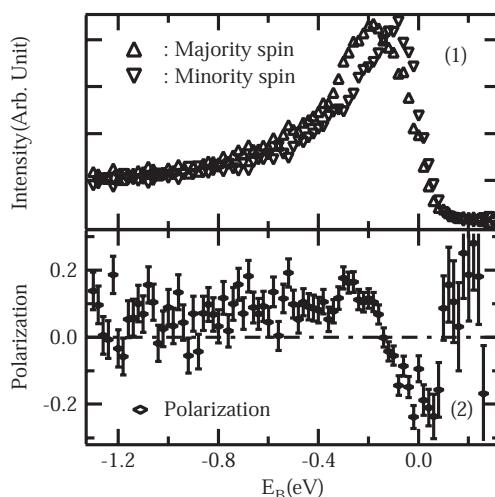 Intensity(Arb. Unit)
△ : Majority spin
▽ : Minority spin
(1)
Polarization
0.2
0.0
-0.2
Polarization
(2)
-1.2 -0.8 -0.4 0.0
E_B(eV)